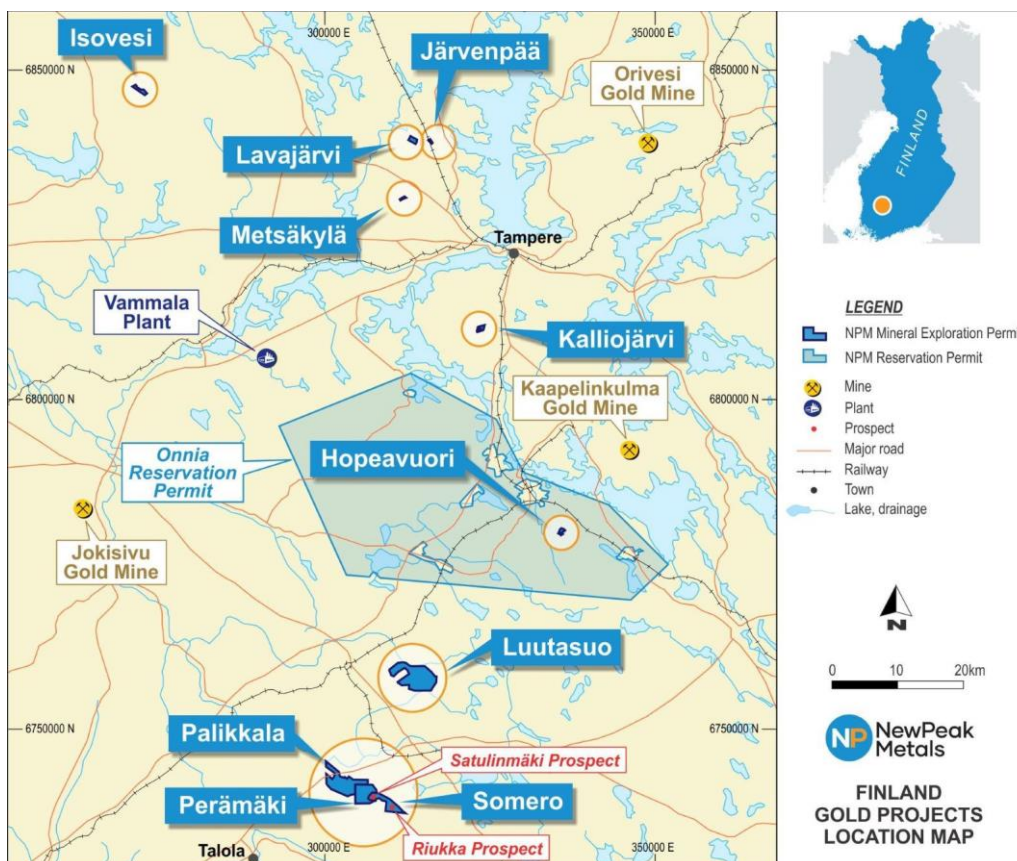 300000 E
350000 E
Isovesi
Järvenpää
6850000 N
6850000 N
Orivesi
Gold Mine
Lavajärvi
Metsäkylä
Tampere
Vammala
Plant
Kalliojärvi
6800000 N
6800000 N
Kaapelinkulma
Gold Mine
Onnia
Reservation
Permit
Hopeavuori
Jokisivu
Gold Mine
Luutasuo
6750000 N
6750000 N
Palikkala
Satulinmäki Prospect
Perämäki
Somero
Riukka Prospect
Talola
300000 E
350000 E
FINLAND
LEGEND
NPM Mineral Exploration Permi
NPM Reservation Permit
Mine
Plant
Prospect
Major road
Railway
Town
Lake, drainage
N
0 10 20km
NP NewPeak
Metals
FINLAND
GOLD PROJECTS
LOCATION MAP